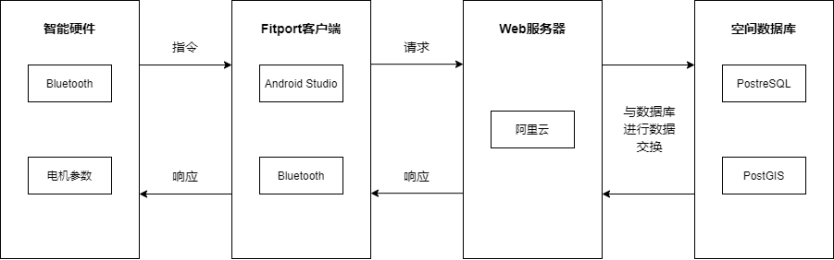 智能硬件
Bluetooth
电机参数
指令
响应
Fitport客户端
Android Studio
Bluetooth
请求
响应
Web服务器
阿里云
与数据库
进行数据
交换
空间数据库
PostreSQL
PostGIS